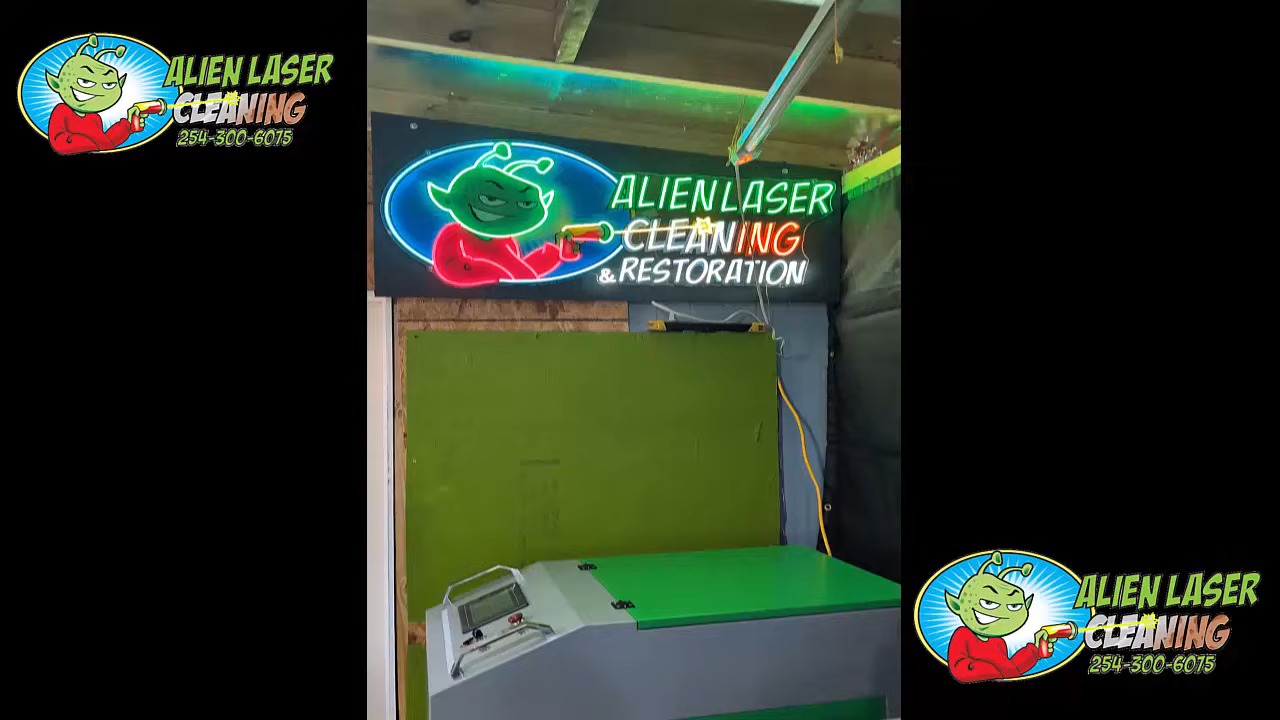 ALIEN LASER
CLEANING
254-300-6075
ALIEN LASER
CLEANING
& RESTORATION
ALIEN LASER
CLEANING
254-300-6075